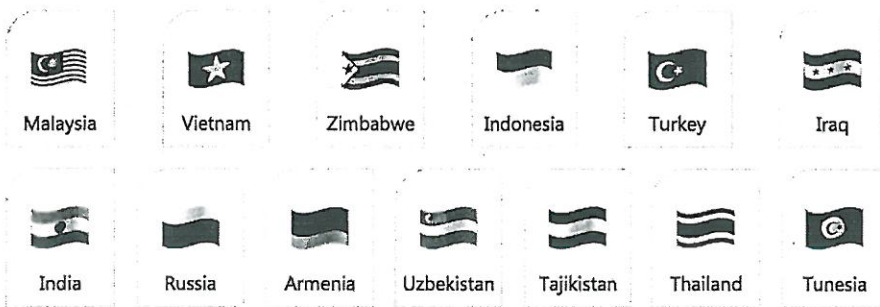 Malaysia Vietnam Zimbabwe Indonesia Turkey Iraq
India Russia Armenia Uzbekistan Tajikistan Thailand Tunesia